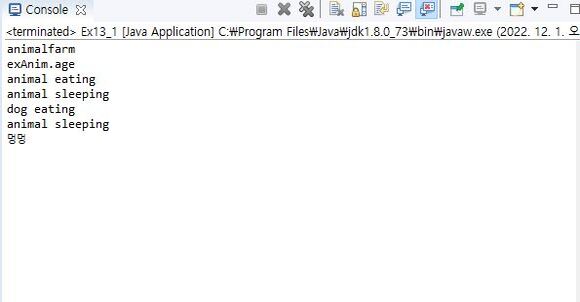 Console
<terminated> Ex13_1 [Java Application] C:₩Program Files₩Java₩jdk1.8.0_73₩bin₩javaw.exe (2022. 12. 1. 오
animalfarm
exAnim.age
animal eating
animal sleeping
dog eating
animal sleeping
멍멍